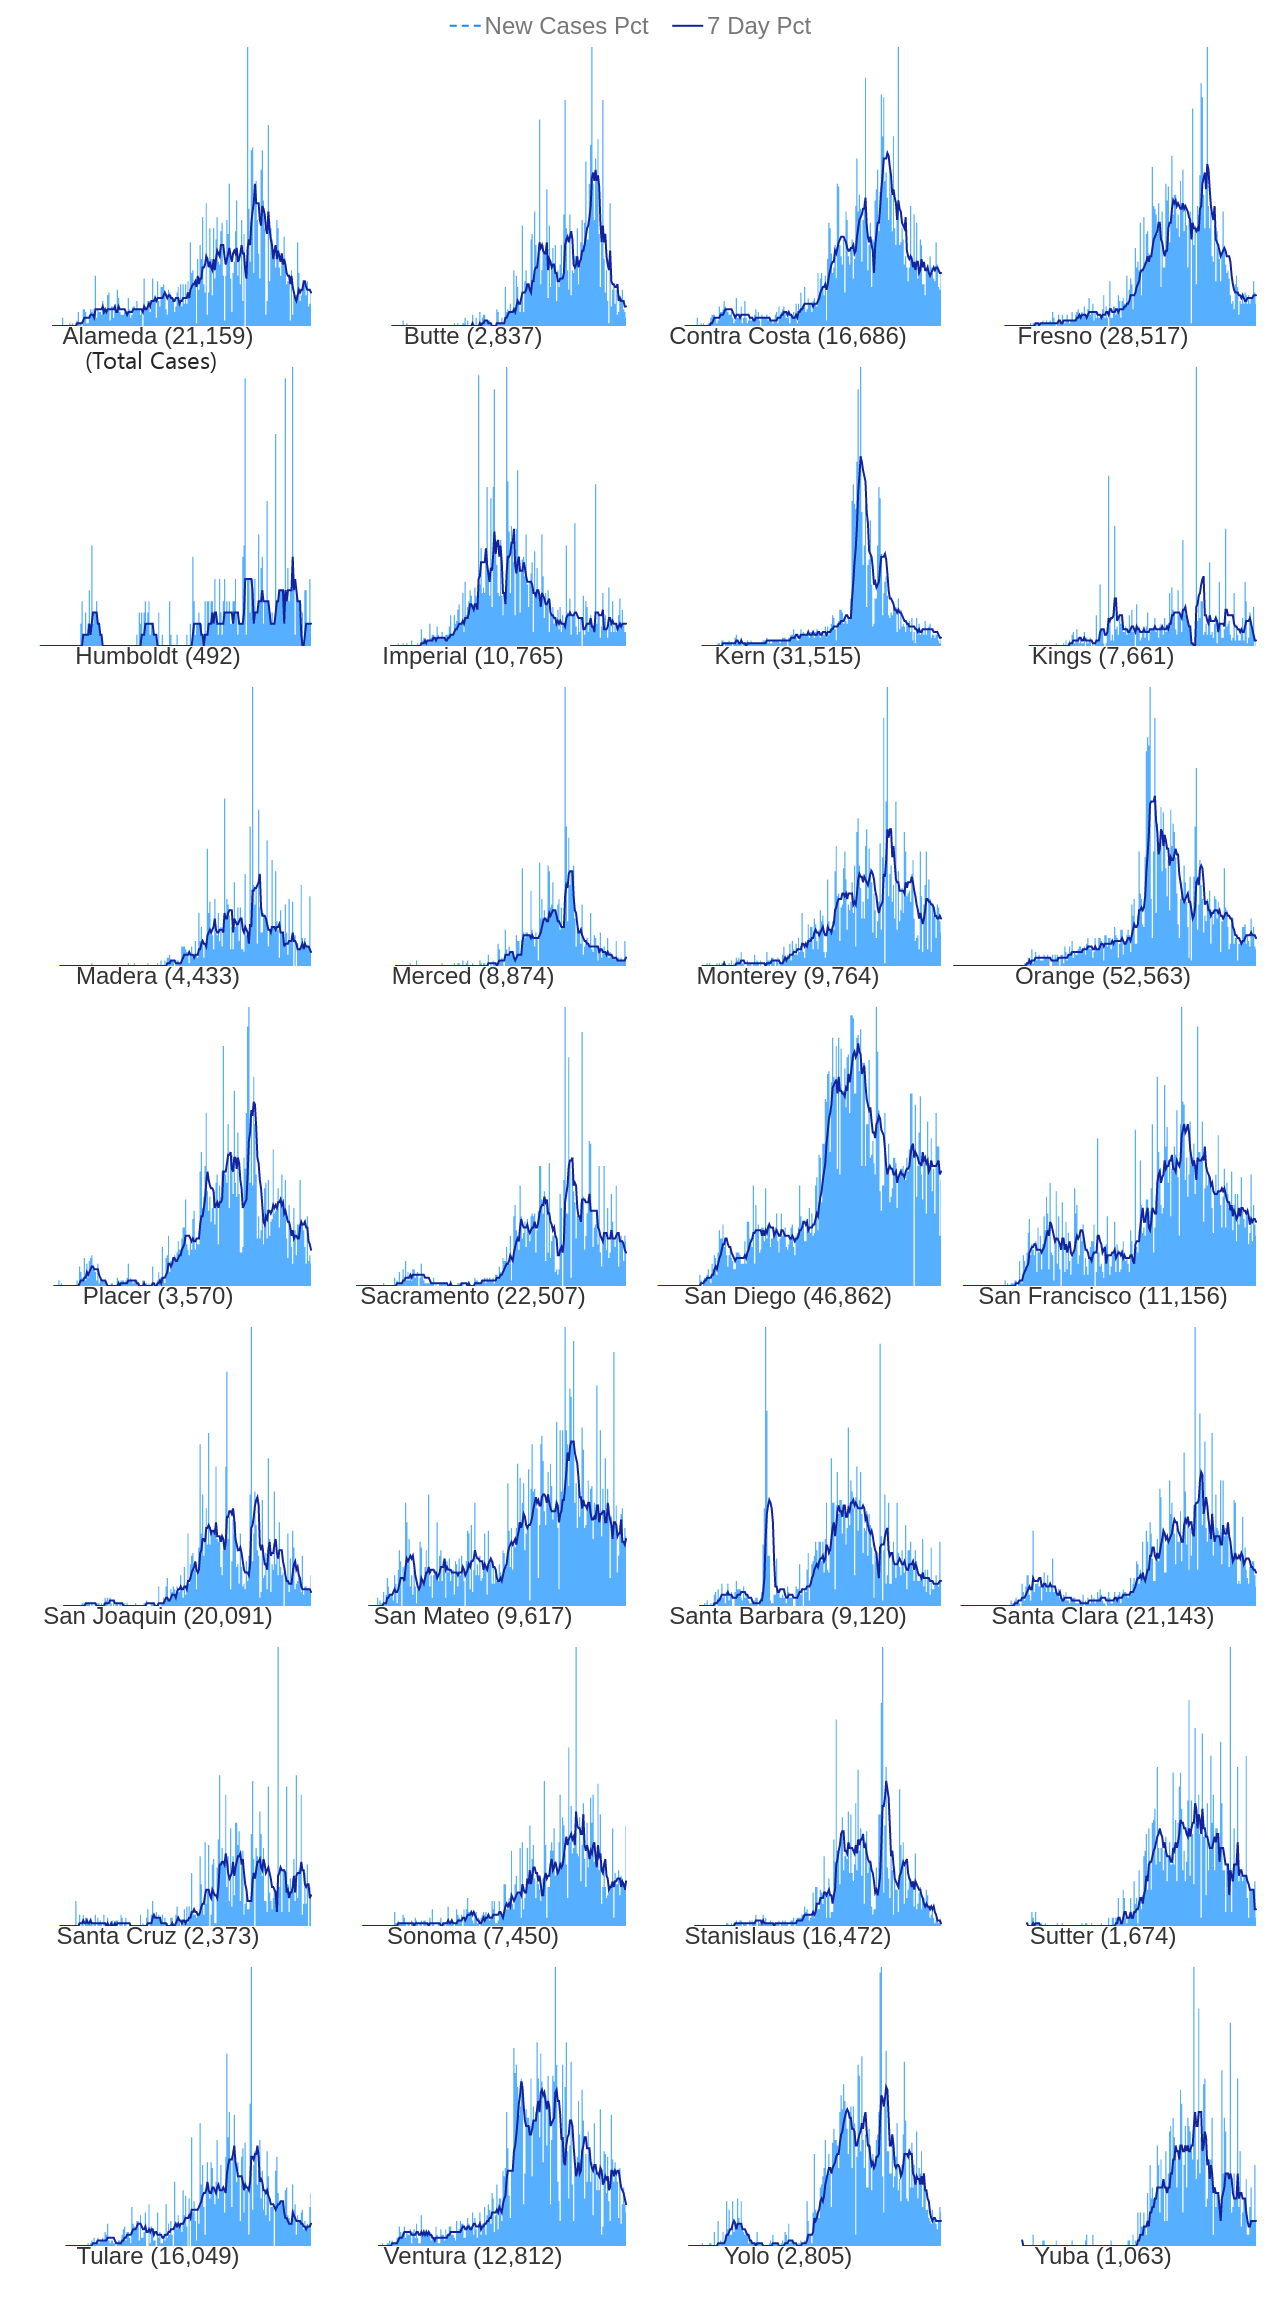 New Cases Pct 7 Day Pct
Alameda (21,159) Butte (2,837) Contra Costa (16,686) Fresno (28,517)
(Total Cases)
Humboldt (492) Imperial (10,765) Kern (31,515) Kings (7,661)
Madera (4,433) Merced (8,874) Monterey (9,764) Orange (52,563)
Placer (3,570) Sacramento (22,507) San Diego (46,862) San Francisco (11,156)
San Joaquin (20,091) San Mateo (9,617) Santa Barbara (9,120) Santa Clara (21,143)
Santa Cruz (2,373) Sonoma (7,450) Stanislaus (16,472) Sutter (1,674)
Tulare (16,049) Ventura (12,812) Yolo (2,805) Yuba (1,063)